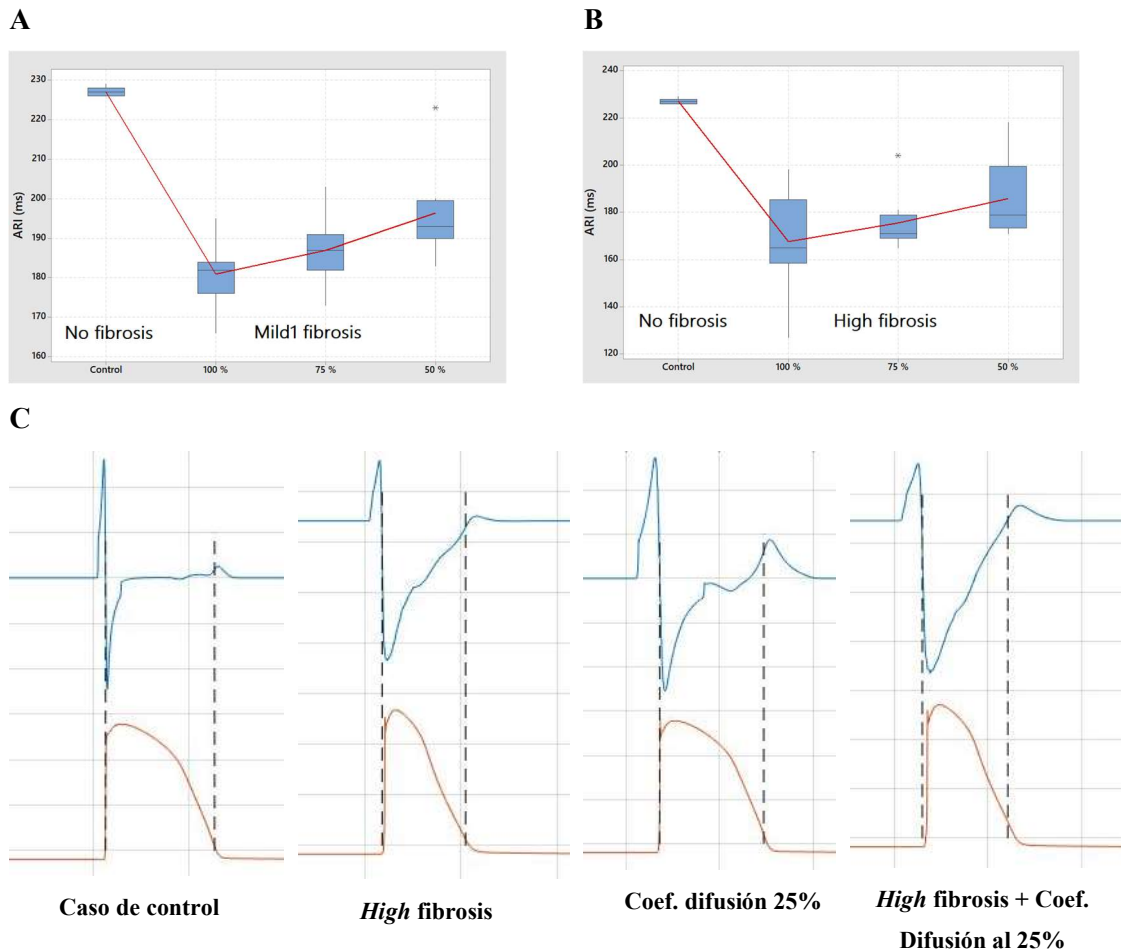 A
B
ARI (ms)
230
220
210
200
190
180
170
160
No fibrosis
Mild1 fibrosis
Control
100 %
75 %
50 %
ARI (ms)
240
220
200
180
160
140
120
No fibrosis
High fibrosis
Control
100 %
75 %
50 %
C
Caso de control
High fibrosis
Coef. difusión 25%
High fibrosis + Coef.
Difusión al 25%